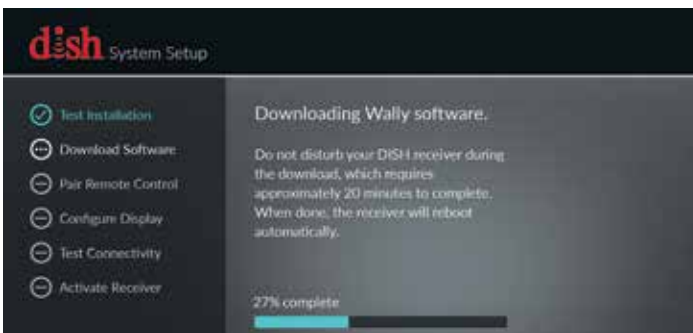 dish System Setup
Test Installation
Download Software
Pair Remote Control
Configure Display
Test Connectivity
Activate Receiver
Downloading Wally software.
Do not disturb your DISH receiver during
the download, which requires
approximately 20 minutes to complete.
When done, the receiver will reboot
automatically.
27% complete